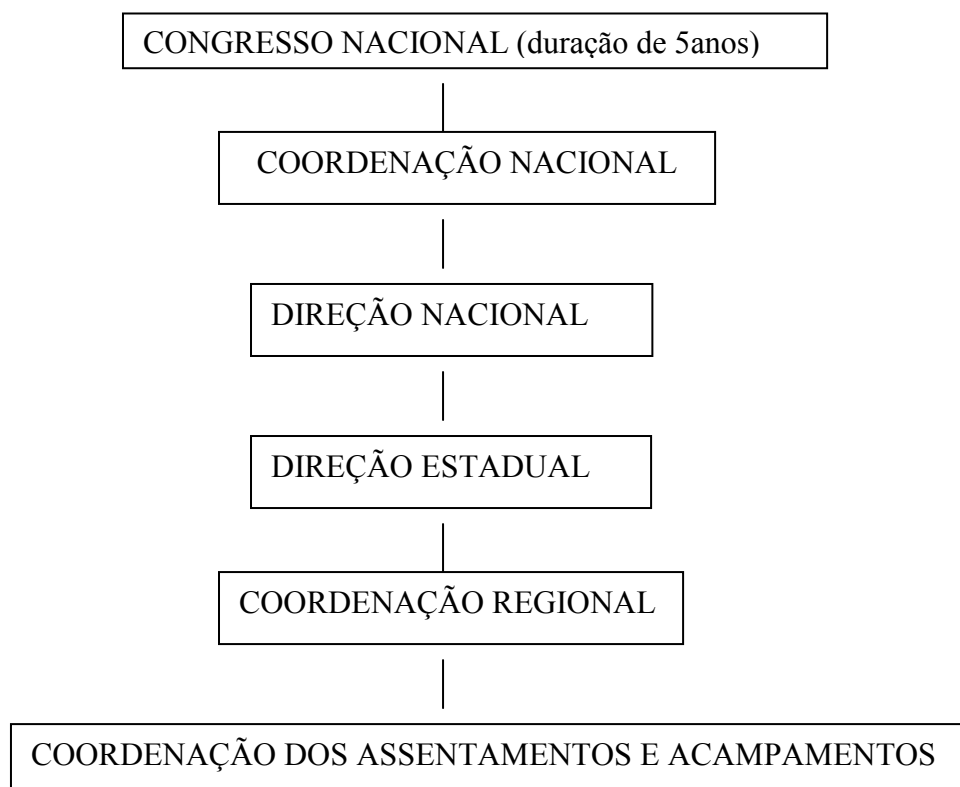 CONGRESSO NACIONAL (duração de 5anos)
COORDENAÇÃO NACIONAL
DIREÇÃO NACIONAL
DIREÇÃO ESTADUAL
COORDENAÇÃO REGIONAL
COORDENAÇÃO DOS ASSENTAMENTOS E ACAMPAMENTOS